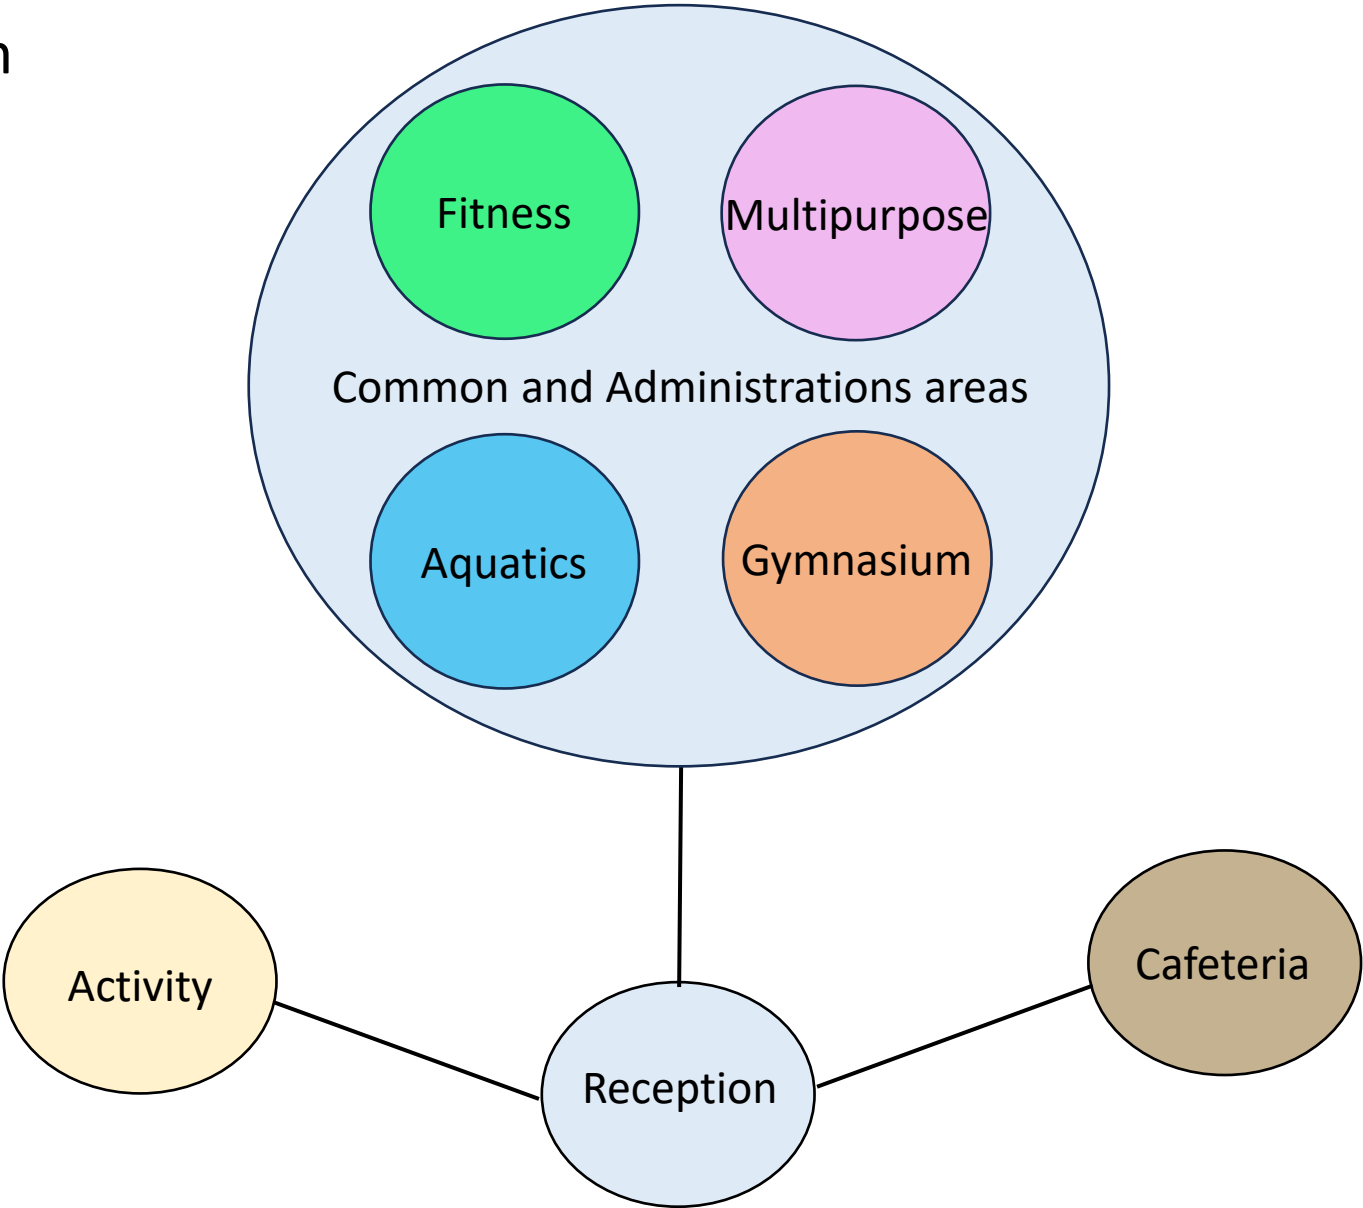 Fitness
Multipurpose
Common and Administrations areas
Aquatics
Gymnasium
Activity
Cafeteria
Reception